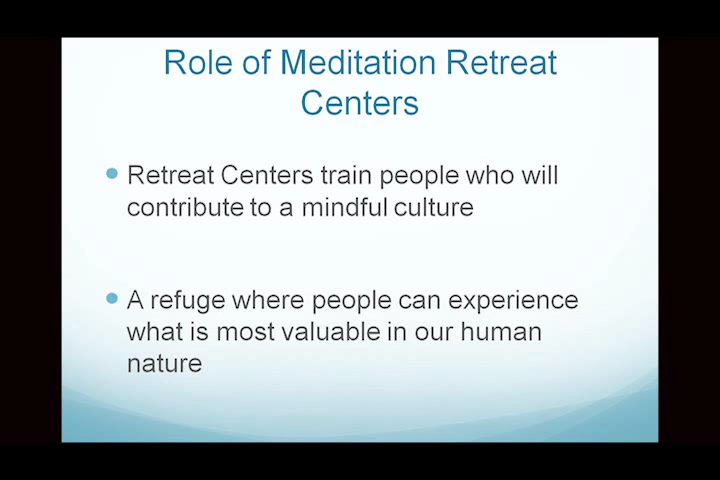 Role of Meditation Retreat
Centers
Retreat Centers train people who will
contribute to a mindful culture
A refuge where people can experience
what is most valuable in our human
nature